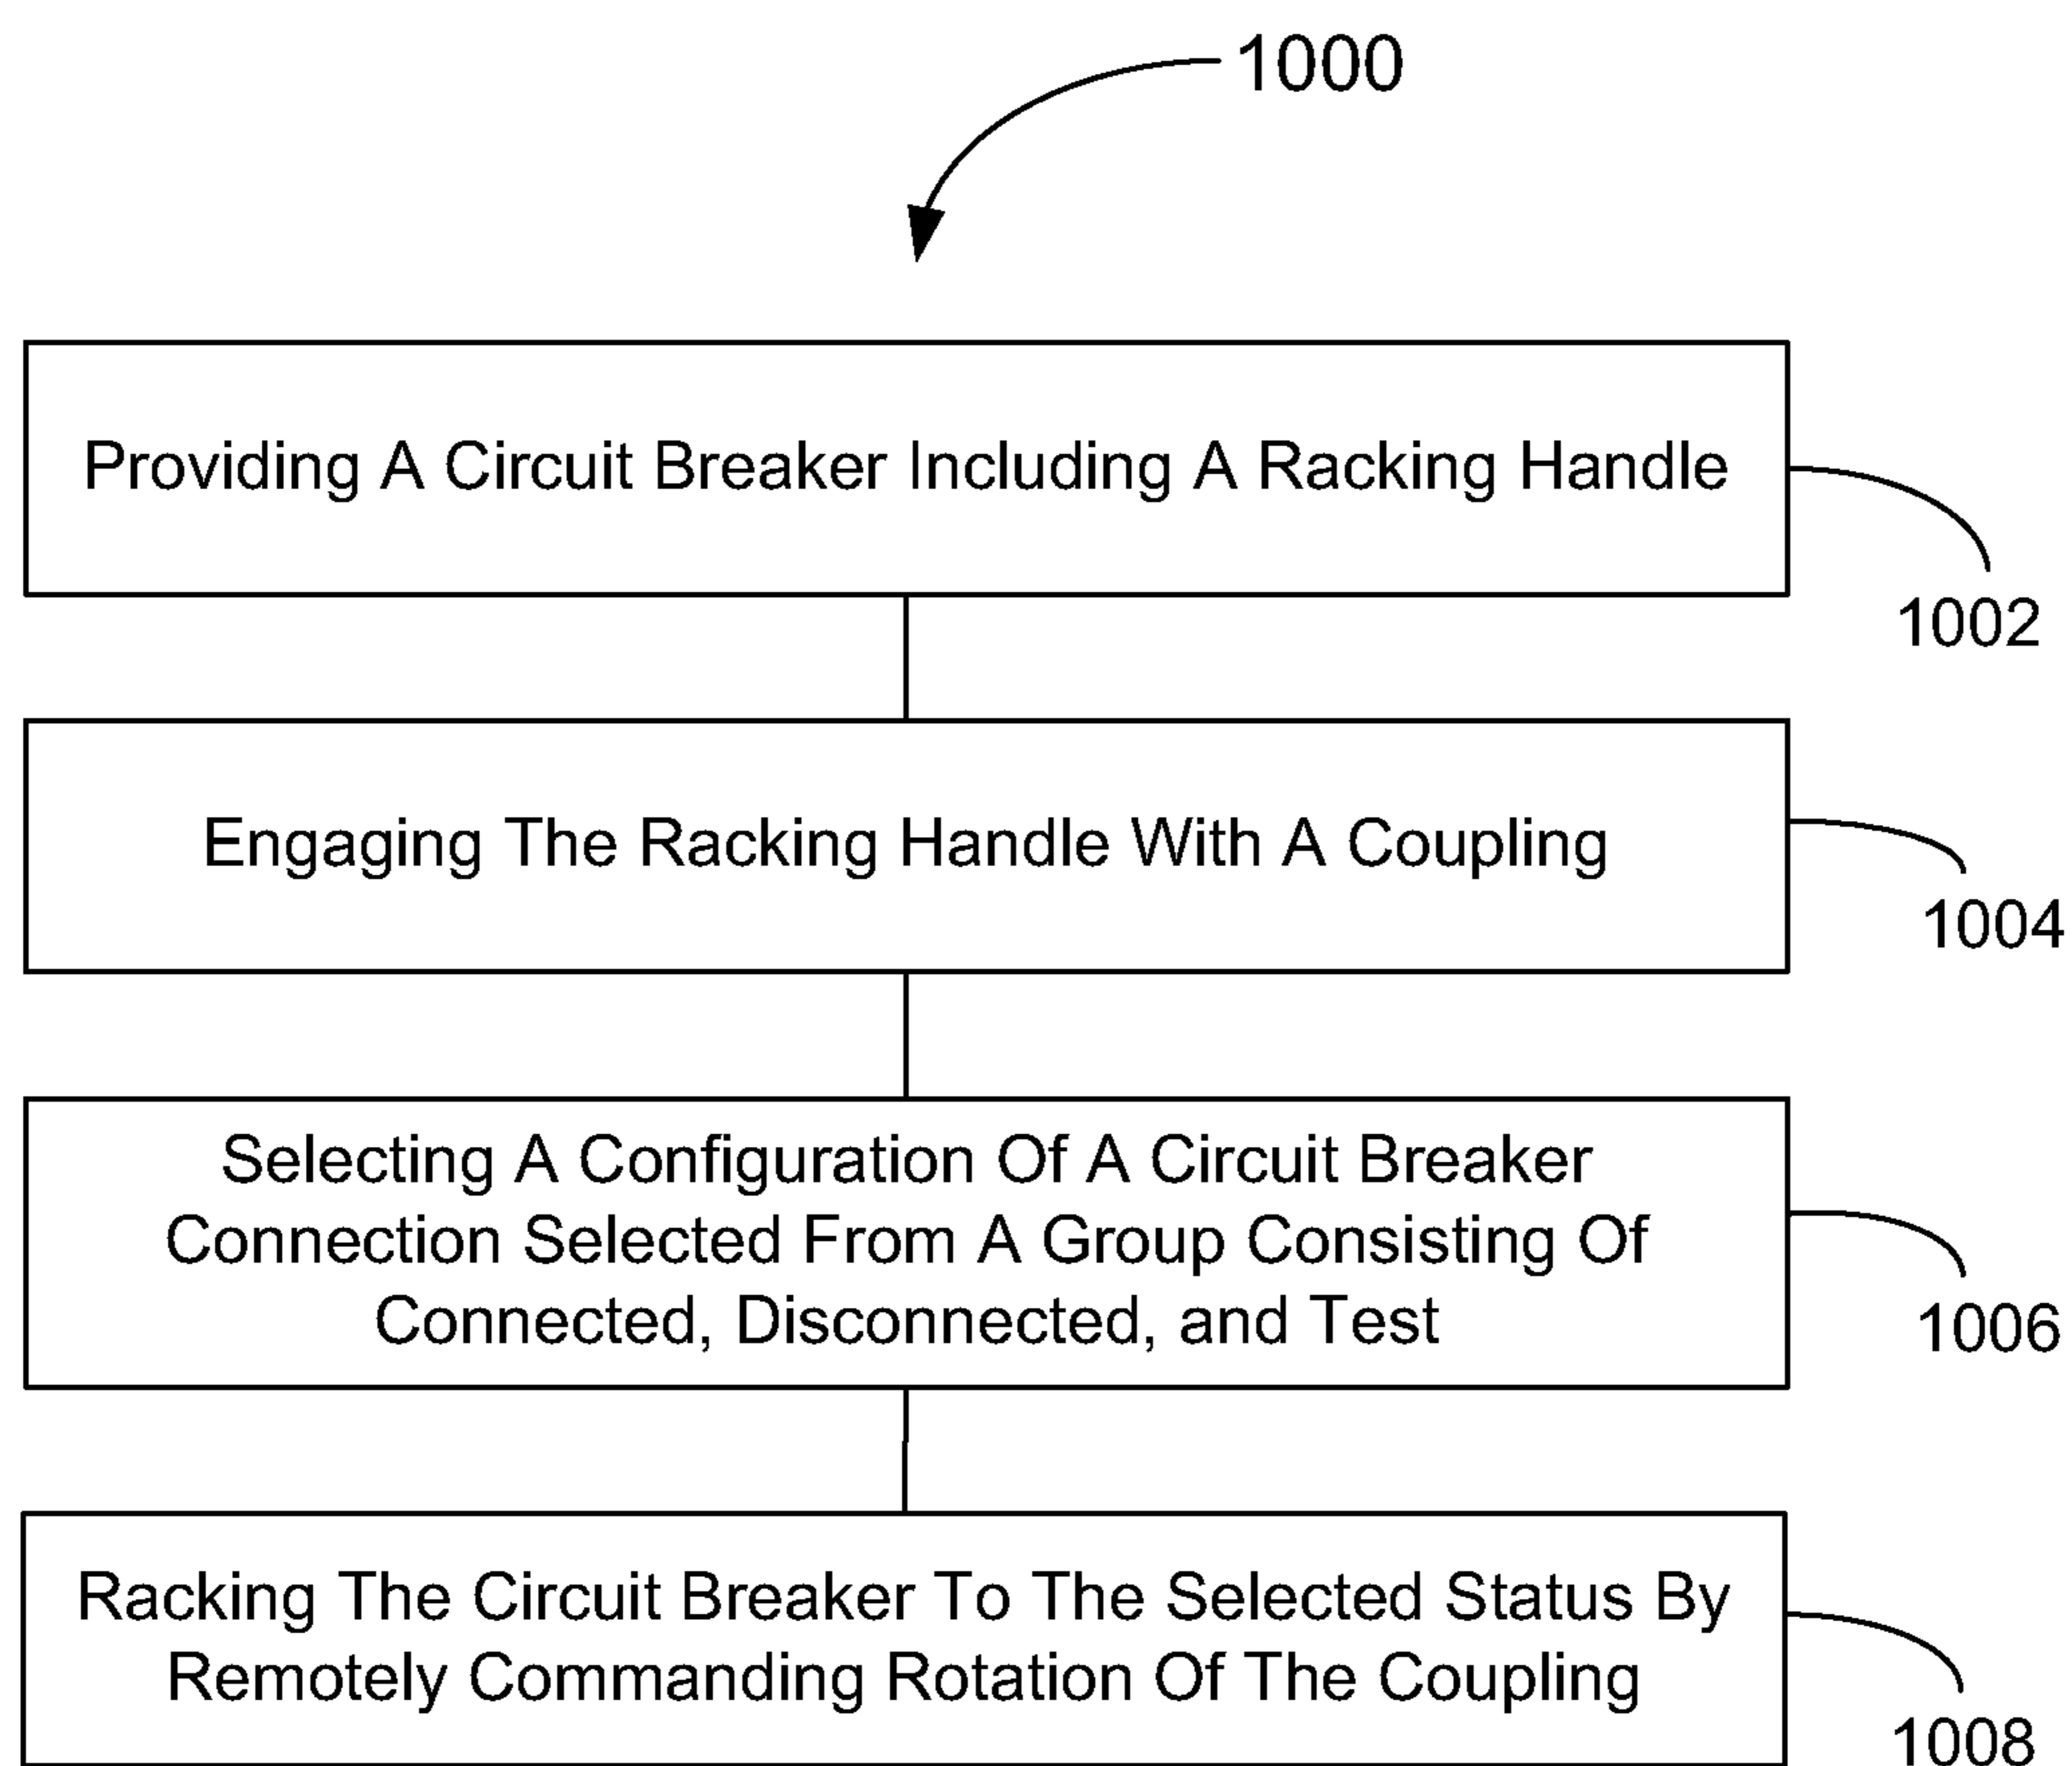 1000
Providing A Circuit Breaker Including A Racking Handle
1002
Engaging The Racking Handle With A Coupling
1004
Selecting A Configuration Of A Circuit Breaker
Connection Selected From A Group Consisting Of
Connected, Disconnected, and Test
1006
Racking The Circuit Breaker To The Selected Status By
Remotely Commanding Rotation Of The Coupling
1008